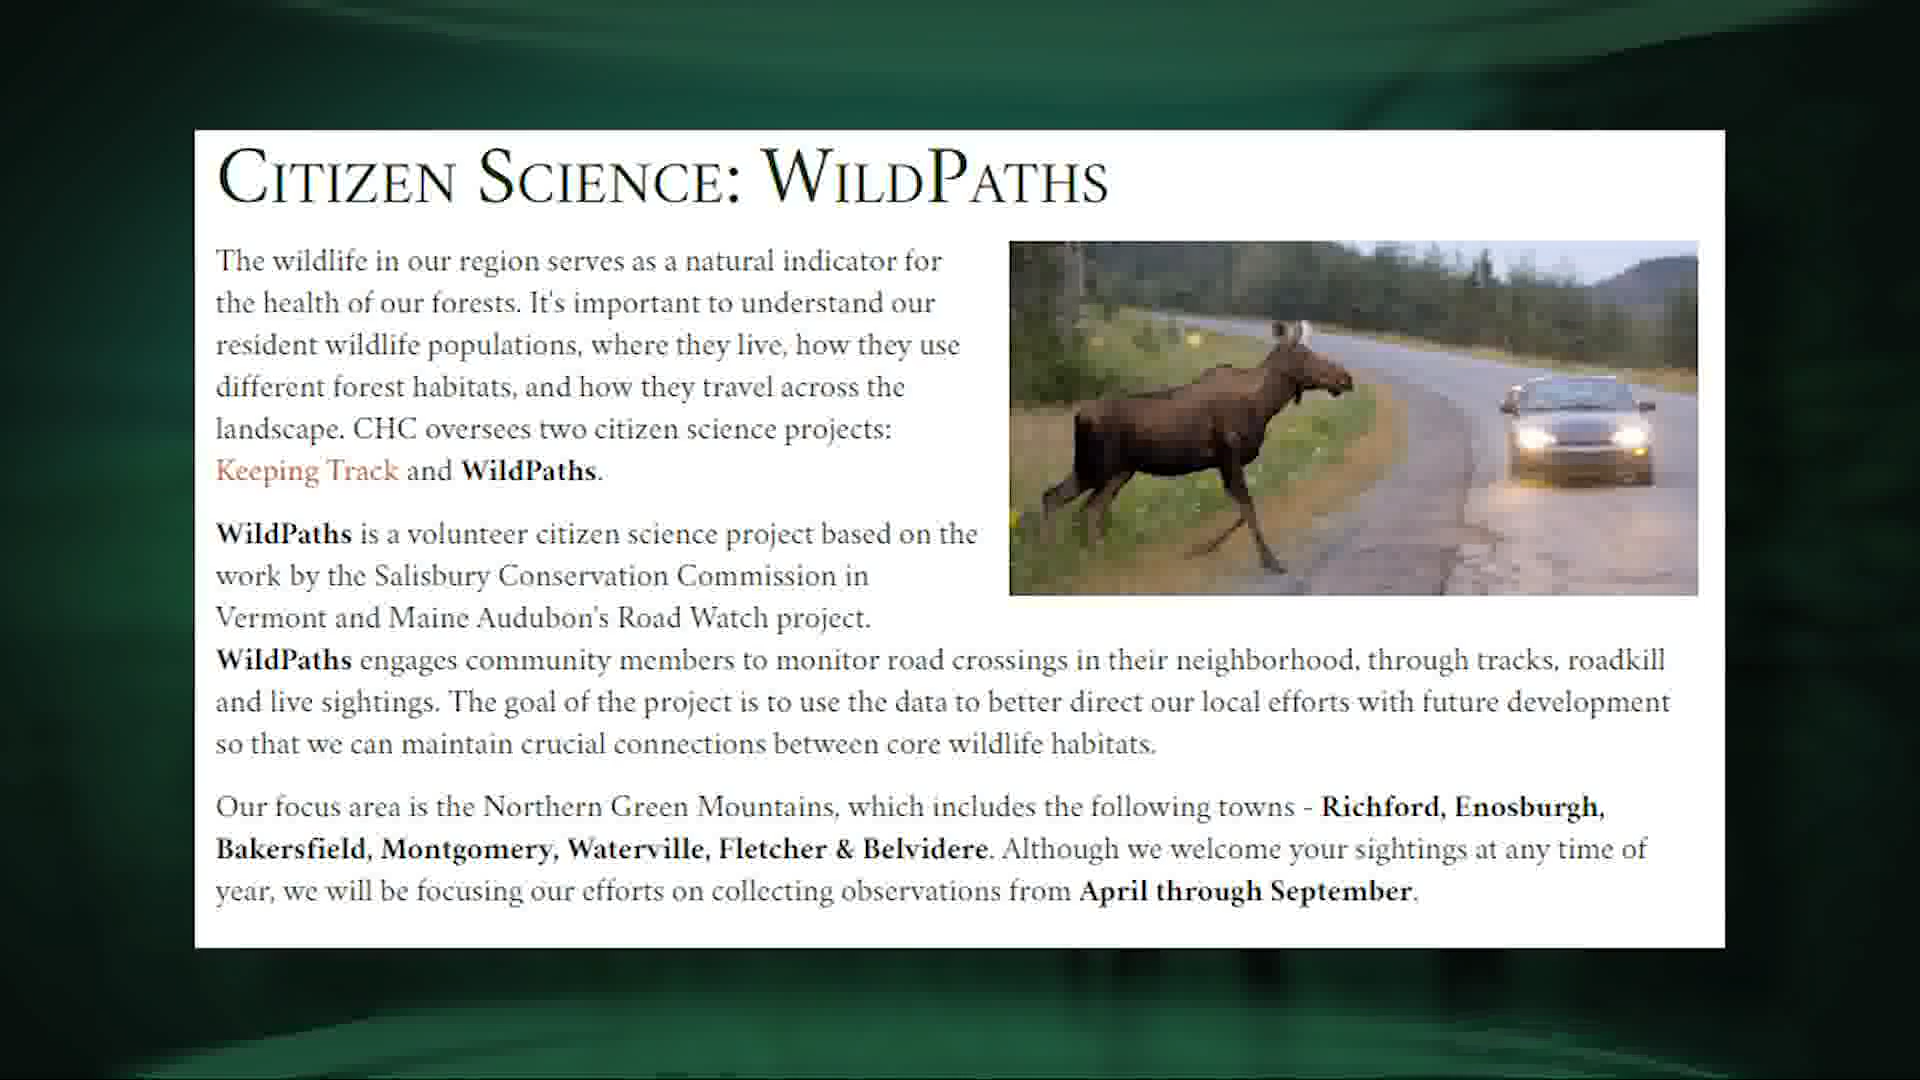 Citizen Science: WildPaths
The wildlife in our region serves as a natural indicator for
the health of our forests. It's important to understand our
resident wildlife populations, where they live, how they use
different forest habitats, and how they travel across the
landscape. CHC oversees two citizen science projects:
Keeping Track and WildPaths.
WildPaths is a volunteer citizen science project based on the
work by the Salisbury Conservation Commission in
Vermont and Maine Audubon's Road Watch project.
WildPaths engages community members to monitor road crossings in their neighborhood, through tracks, roadkill
and live sightings. The goal of the project is to use the data to better direct our local efforts with future development
so that we can maintain crucial connections between core wildlife habitats.
Our focus area is the Northern Green Mountains, which includes the following towns - Richford, Enosburgh,
Bakersfield, Montgomery, Waterville, Fletcher & Belvidere. Although we welcome your sightings at any time of
year, we will be focusing our efforts on collecting observations from April through September.